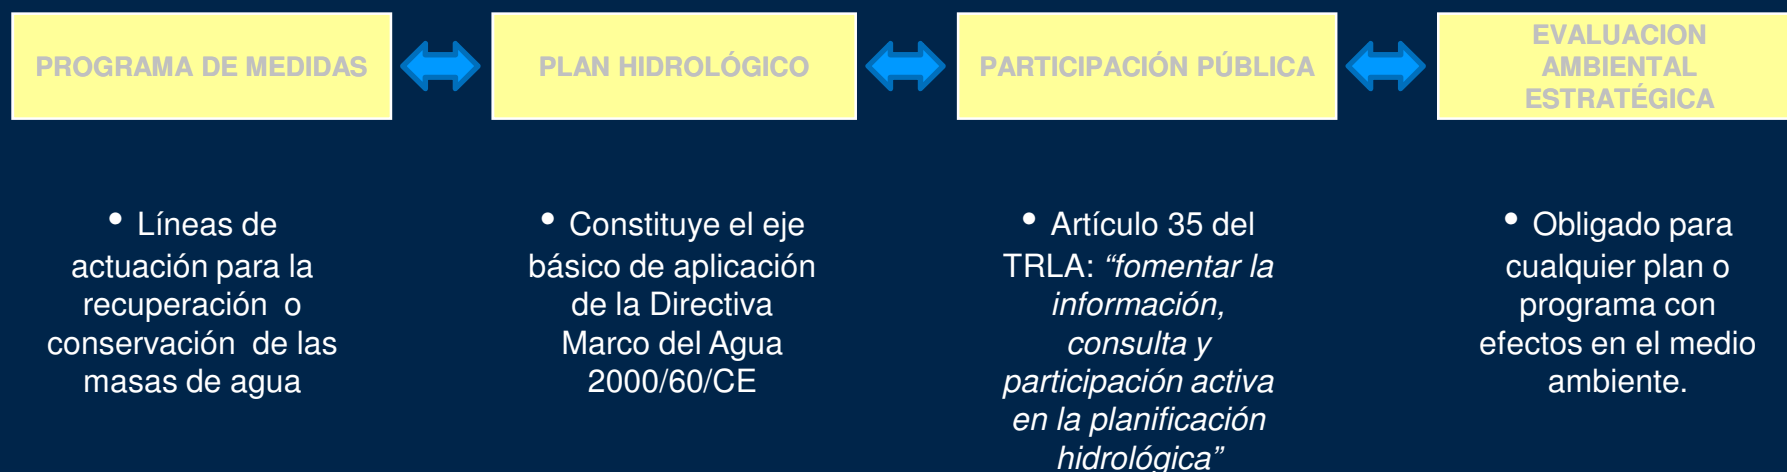 PROGRAMA DE MEDIDAS
PLAN HIDROLÓGICO
PARTICIPACIÓN PÚBLICA
EVALUACION
AMBIENTAL
ESTRATÉGICA
• Líneas de
actuación para la
recuperación o
conservación de las
masas de agua
• Constituye el eje
básico de aplicación
de la Directiva
Marco del Agua
2000/60/CE
• Artículo 35 del
TRLA: “fomentar la
información,
consulta y
participación activa
en la planificación
hidrológica”
• Obligado para
cualquier plan o
programa con
efectos en el medio
ambiente.